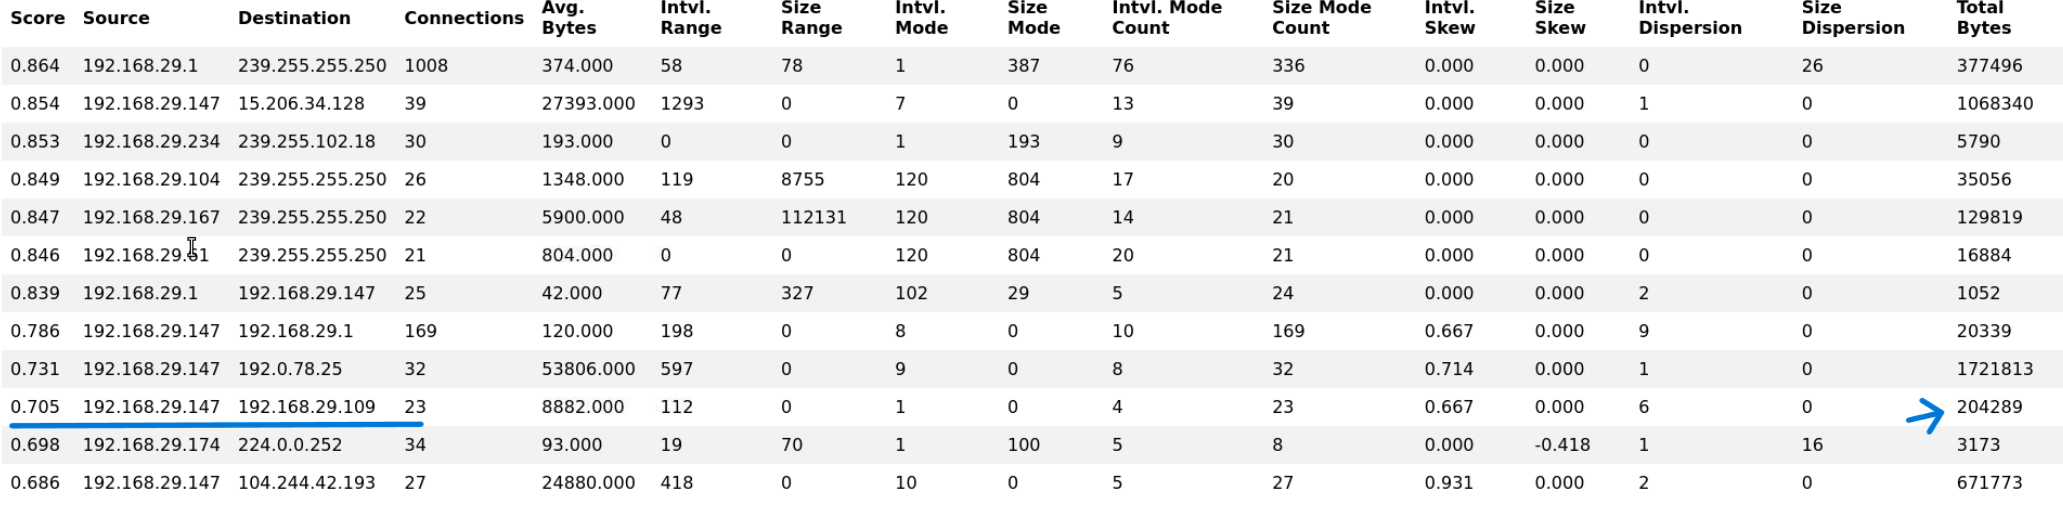 Score Source Destination Connections Avg. Bytes Intvl. Range Size Range Intvl. Mode Size Mode Intvl. Mode Count Size Mode Count Intvl. Skew Size Skew Intvl. Dispersion Size Dispersion Total Bytes
0.864 192.168.29.1 239.255.255.250 1008 374.000 58 78 1 387 76 336 0.000 0.000 0 26 377496
0.854 192.168.29.147 15.206.34.128 39 27393.000 1293 0 7 0 13 39 0.000 0.000 1 0 1068340
0.853 192.168.29.234 239.255.102.18 30 193.000 0 0 1 193 9 30 0.000 0.000 0 0 5790
0.849 192.168.29.104 239.255.255.250 26 1348.000 119 8755 120 804 17 20 0.000 0.000 0 0 35056
0.847 192.168.29.167 239.255.255.250 22 5900.000 48 112131 120 804 14 21 0.000 0.000 0 0 129819
0.846 239.255.255.250 21 804.000 0 0 120 804 20 21 0.000 0.000 0 0 16884
0.839 192.168.29.1 192.168.29.147 25 42.000 77 327 102 29 5 24 0.000 0.000 2 0 1052
0.786 192.168.29.147 192.168.29.1 169 120.000 198 0 8 0 10 169 0.667 0.000 9 0 20339
0.731 192.168.29.147 192.0.78.25 32 53806.000 597 0 9 0 8 32 0.714 0.000 1 0 1721813
0.705 192.168.29.147 192.168.29.109 23 8882.000 112 0 1 0 4 23 0.667 0.000 6 0 204289
0.698 192.168.29.174 224.0.0.252 34 93.000 19 70 1 100 5 8 0.000 -0.418 1 16 3173
0.686 192.168.29.147 104.244.42.193 27 24880.000 418 0 10 0 5 27 0.931 0.000 2 0 671773